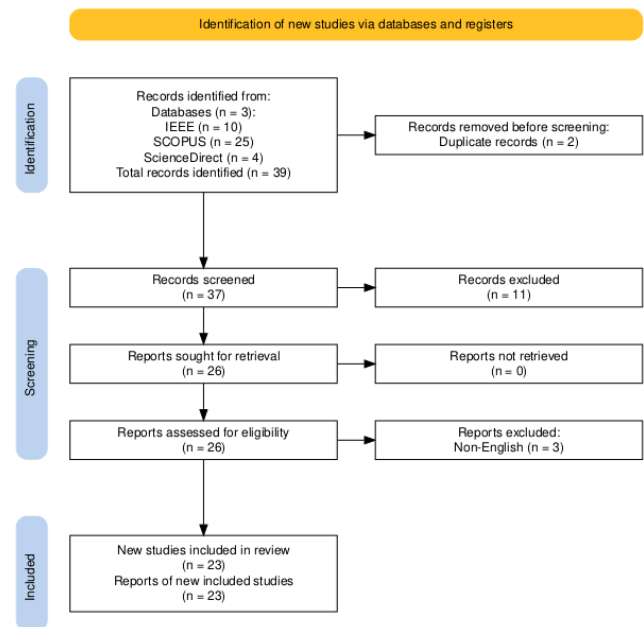 Identification of new studies via databases and registers
Identification
Records identified from:
Databases (n = 3):
IEEE (n = 10)
SCOPUS (n = 25)
ScienceDirect (n = 4)
Total records identified (n = 39)
Records removed before screening:
Duplicate records (n = 2)
Screening
Records screened
(n = 37)
Records excluded
(n = 11)
Reports sought for retrieval
(n = 26)
Reports not retrieved
(n = 0)
Reports assessed for eligibility
(n = 26)
Reports excluded:
Non-English (n = 3)
Included
New studies included in review
(n = 23)
Reports of new included studies
(n = 23)